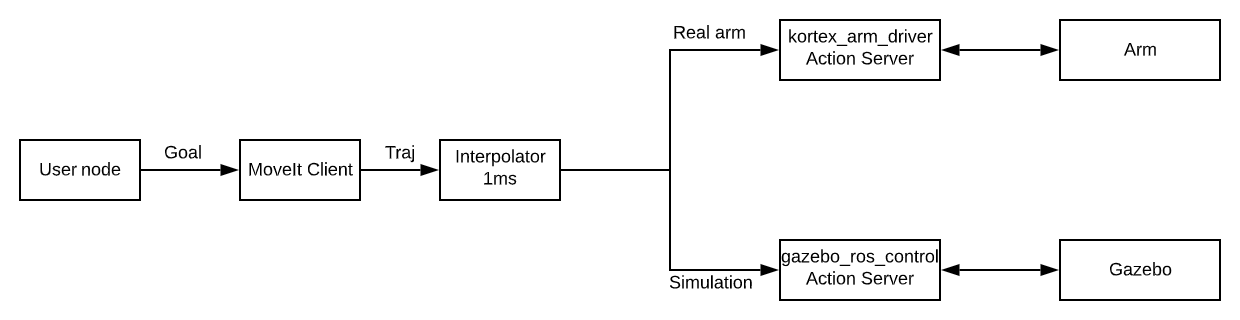 Real arm
kortex_arm_driver
Action Server
Arm
User node
Goal
MoveIt Client
Traj
Interpolator
1ms
Simulation
gazebo_ros_control
Action Server
Gazebo